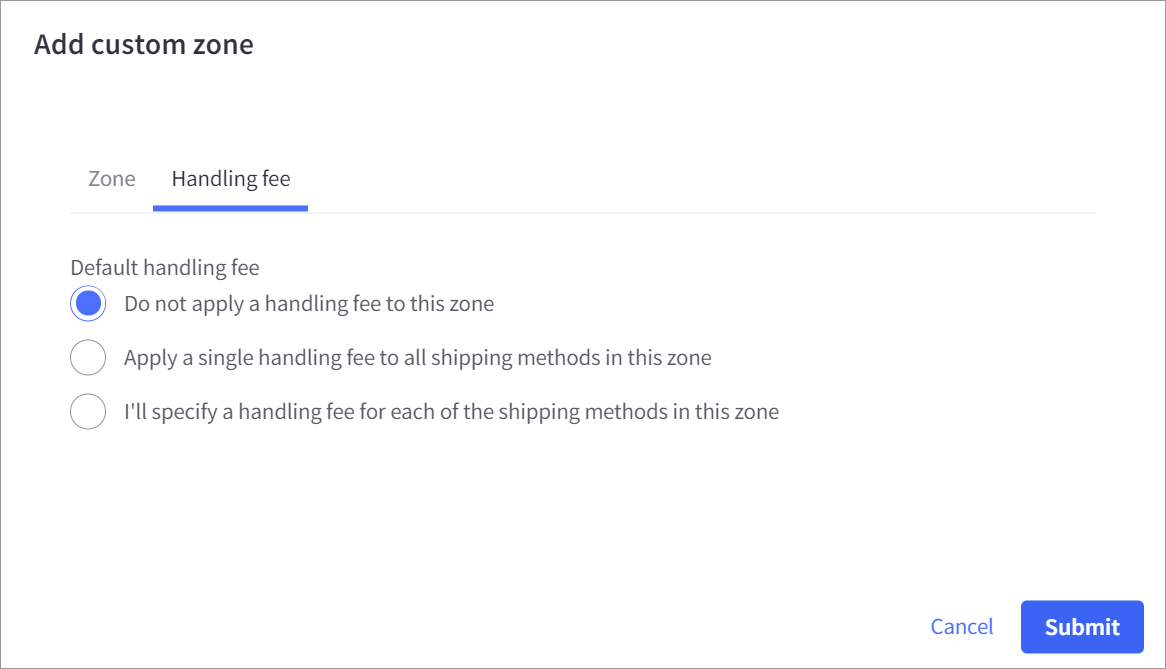 Add custom zone
Zone
Handling fee
Default handling fee
Do not apply a handling fee to this zone
Apply a single handling fee to all shipping methods in this zone
I'll specify a handling fee for each of the shipping methods in this zone
Cancel
Submit